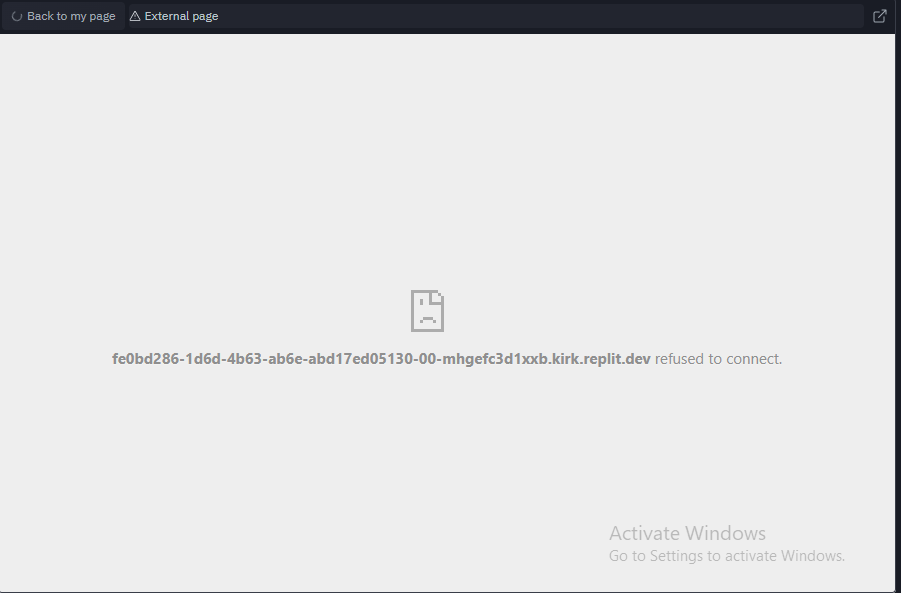 Back to my page
External page
fe0bd286-1d6d-4b63-ab6e-abd17ed05130-00-mhgefc3d1xxb.kirk.replit.dev refused to connect.
Activate Windows
Go to Settings to activate Windows.